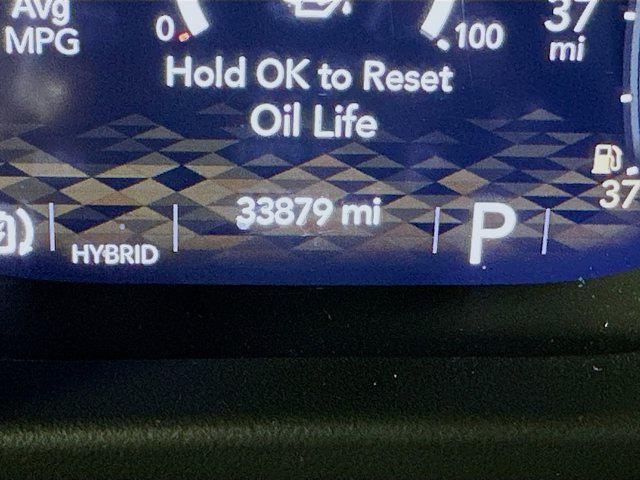 Avg
MPG
0
100
37
mi
Hold OK to Reset
Oil Life
33879 mi
HYBRID
P
37